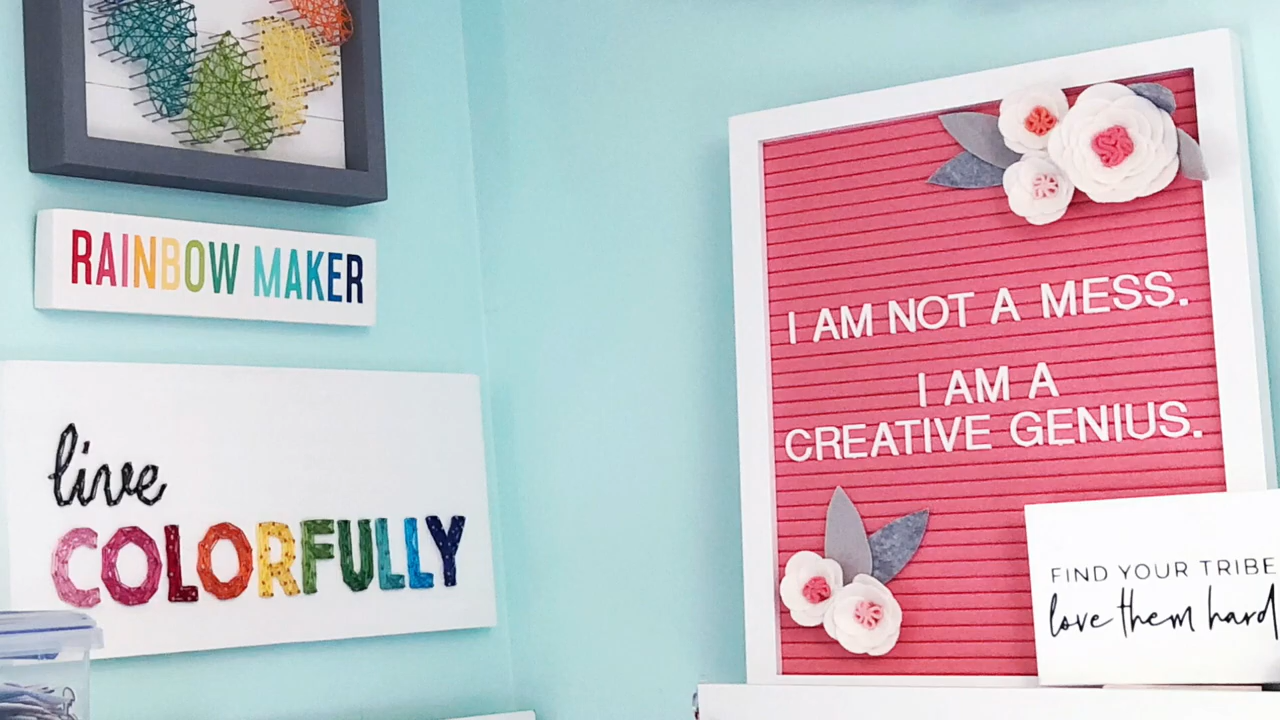 RAINBOW MAKER
live
COLORFULLY
I AM NOT A MESS.
I AM A
CREATIVE GENIUS.
FIND YOUR TRIBE
love them hard